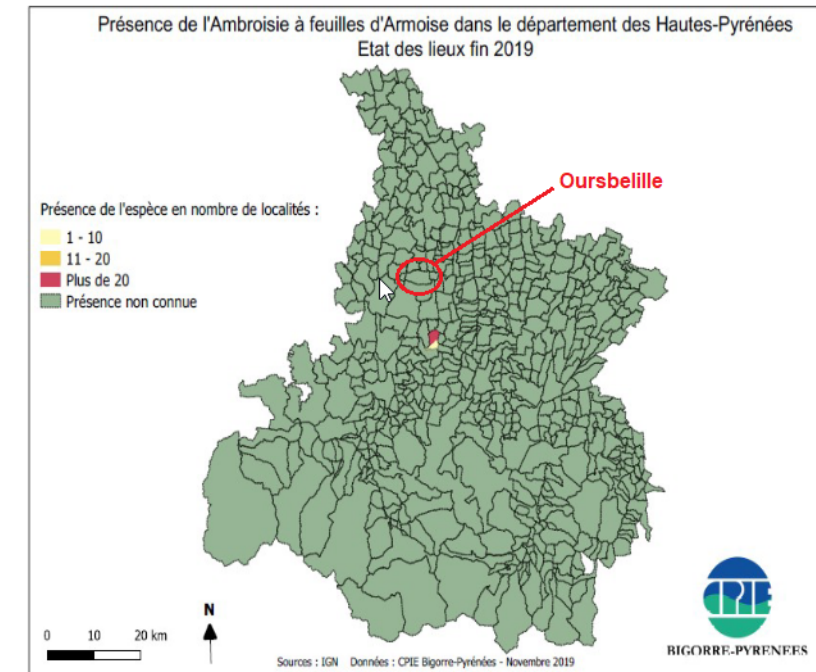 Présence de l'Ambroisie à feuilles d'Armoise dans le département des Hautes-Pyrénées
Etat des lieux fin 2019
Oursbelille
Présence de l'espèce en nombre de localités :
1 - 10
11 - 20
Plus de 20
Présence non connue
N
0 10 20 km
CPIE
BIGORRE-PYRENEES
Sources : IGN Données : CPIE Bigorre-Pyrénées - Novembre 2019